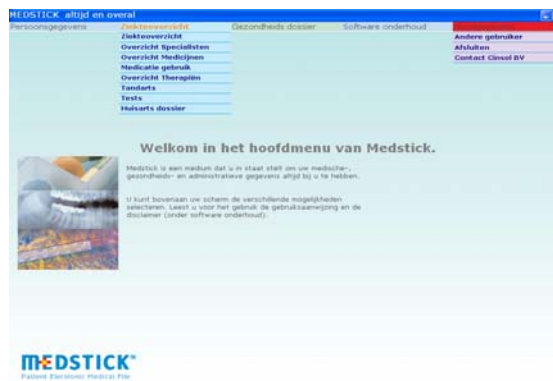 MEDSTICK altijd en overal
Persoonsgegevens Ziekteoverzicht Gezondheids dossier Software onderhoud
Ziekteoverzicht
Overzicht Specialisten
Overzicht Medicijnen
Medicatie gebruik
Overzicht Therapiën
Tandarts
Tests
Huisarts dossier
Andere gebruiker
Afsluiten
Contact Cinsol BV
Welkom in het hoofdmenu van Medstick.
Medstick is een medium dat u in staat stelt om uw medische-,
gezondheids- en administratieve gegevens altijd bij u te hebben.
U kunt bovenaan uw scherm de verschillende mogelijkheden
selecteren. Leest u voor het gebruik de gebruiksaanwijzing en de
disclaimer (onder software onderhoud).
MEDSTICK®
Patient Electronic Medical File